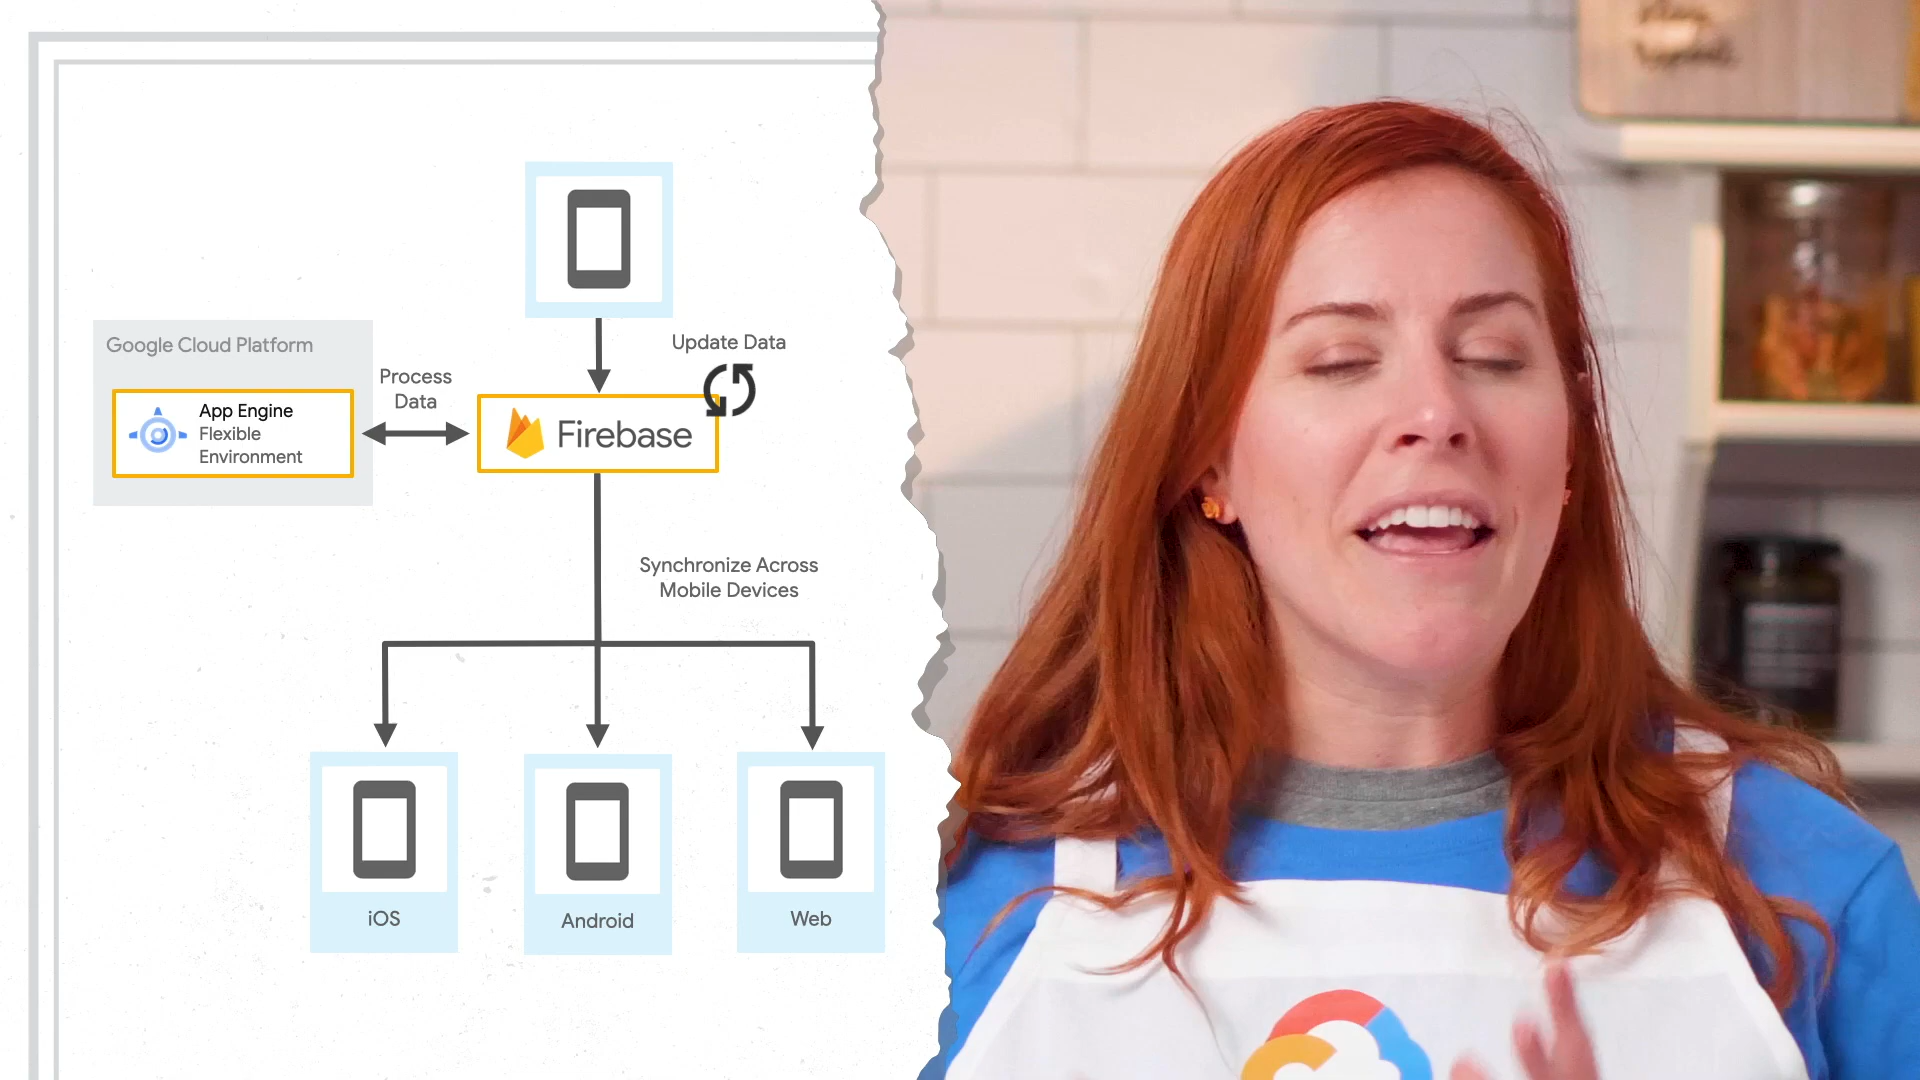 Update Data
Google Cloud Platform
Process
Data
App Engine
Flexible
Environment
Firebase
Synchronize Across
Mobile Devices
iOS
Android
Web